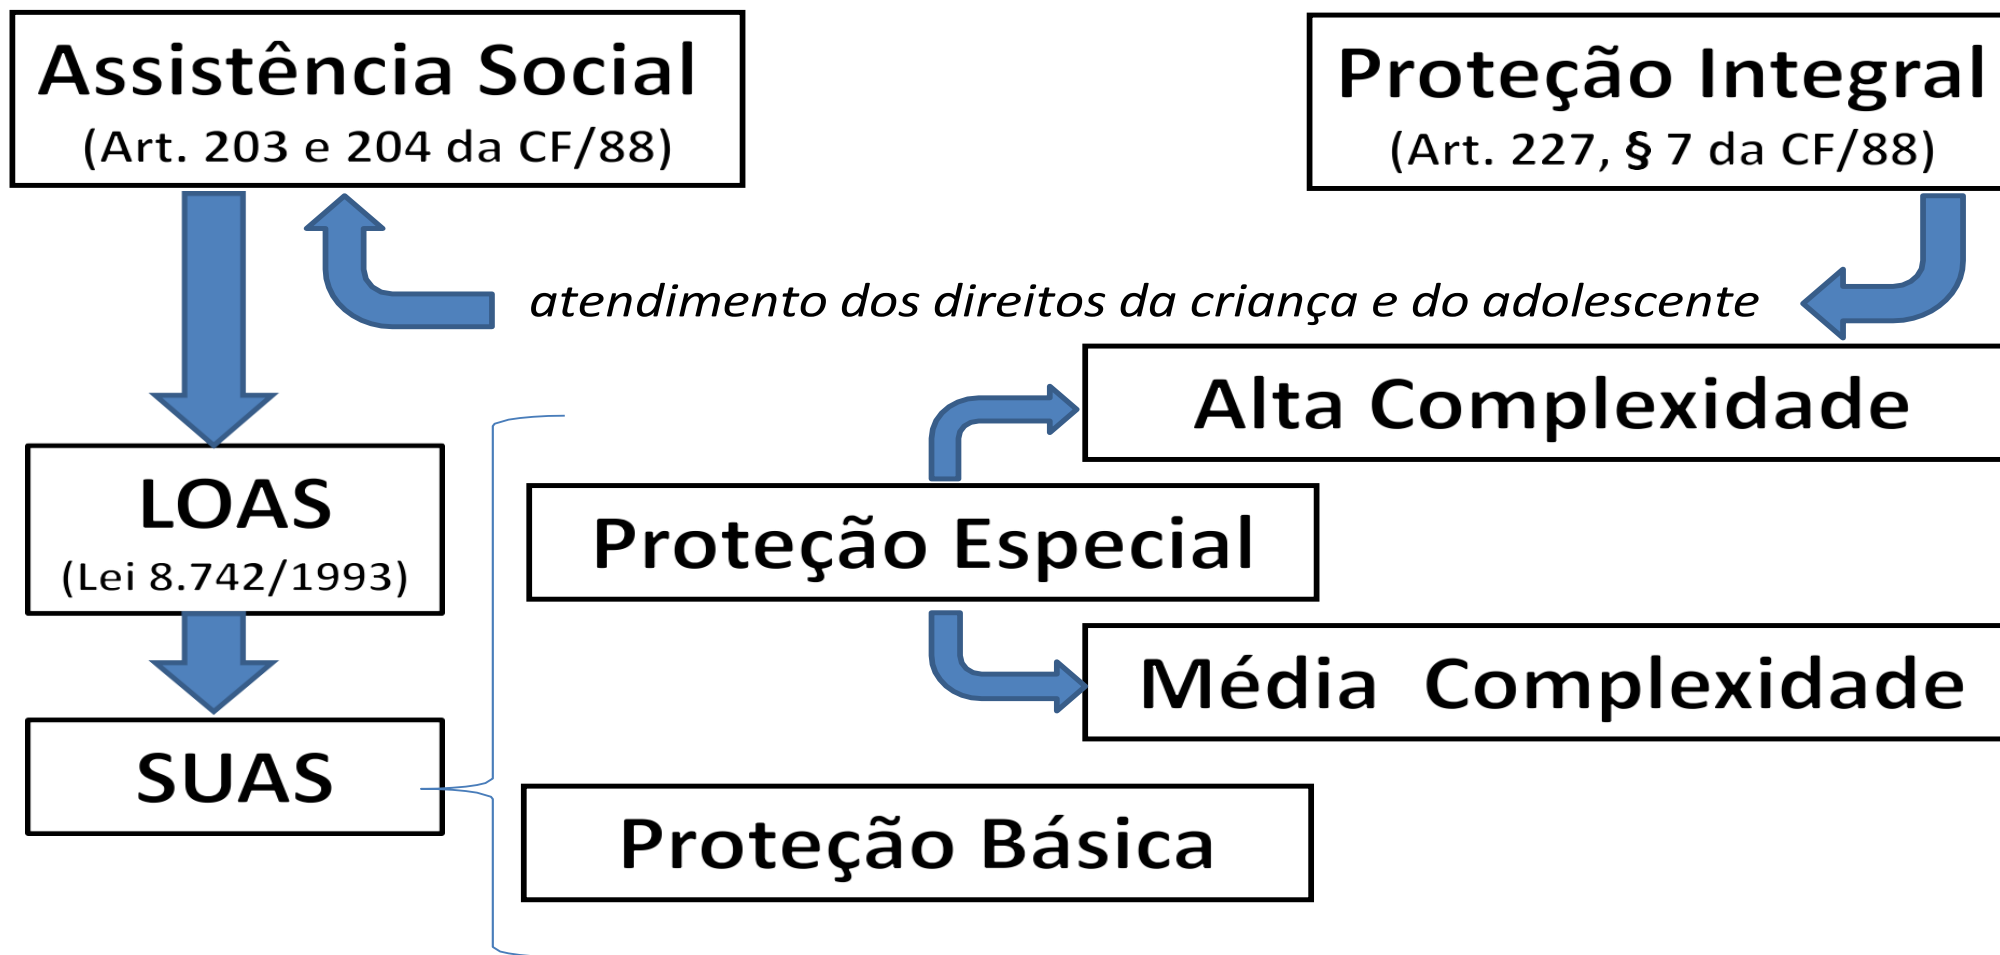 Assistência Social
(Art. 203 e 204 da CF/88)
Proteção Integral
(Art. 227, § 7 da CF/88)
atendimento dos direitos da criança e do adolescente
Alta Complexidade
LOAS
(Lei 8.742/1993)
Proteção Especial
Média  Complexidade
SUAS
Proteção Básica